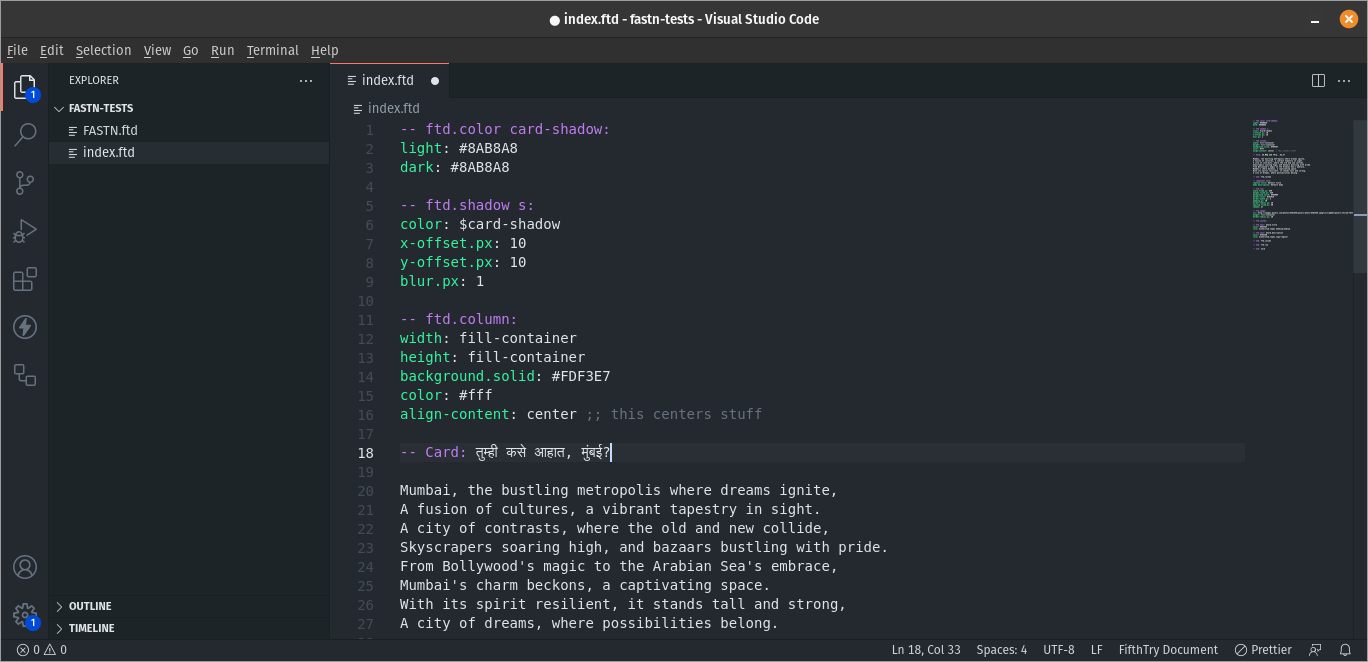 ● index.ftd - fastn-tests - Visual Studio Code
File Edit Selection View Go Run Terminal Help
EXPLORER
index.ftd
FASTN-TESTS
FASTN.ftd
index.ftd
index.ftd
1 -- ftd.color card-shadow:
2 light: #8AB8A8
3 dark: #8AB8A8
4
5 -- ftd.shadow s:
6 color: $card-shadow
7 x-offset.px: 10
8 y-offset.px: 10
9 blur.px: 1
10
11 -- ftd.column:
12 width: fill-container
13 height: fill-container
14 background.solid: #FDF3E7
15 color: #fff
16 align-content: center ;; this centers stuff
17
18 -- Card: तुम्ही कसे आहात, मुंबई?
19
20 Mumbai, the bustling metropolis where dreams ignite,
21 A fusion of cultures, a vibrant tapestry in sight.
22 A city of contrasts, where the old and new collide,
23 Skyscrapers soaring high, and bazaars bustling with pride.
24 From Bollywood's magic to the Arabian Sea's embrace,
25 Mumbai's charm beckons, a captivating space.
26 With its spirit resilient, it stands tall and strong,
27 A city of dreams, where possibilities belong.
1
1
OUTLINE
TIMELINE
0 0
Ln 18, Col 33 Spaces: 4 UTF-8 LF FifthTry Document Prettier